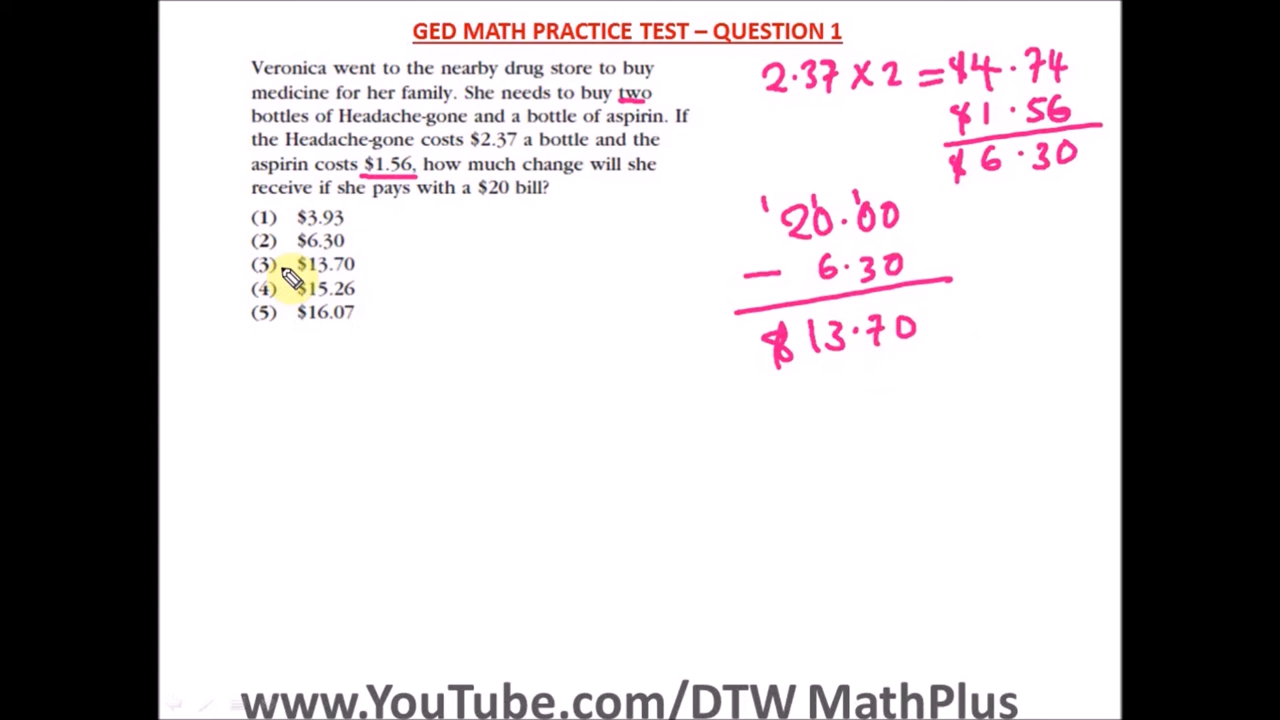 GED MATH PRACTICE TEST – QUESTION 1
Veronica went to the nearby drug store to buy
medicine for her family. She needs to buy two
bottles of Headache-gone and a bottle of aspirin. If
the Headache-gone costs $2.37 a bottle and the
aspirin costs $1.56, how much change will she
receive if she pays with a $20 bill?
(1) $3.93
(2) $6.30
(3) $13.70
(4) $15.26
(5) $16.07
2.37 × 2 = $4.74
$1.56
$6.30
1 1 1
20.00
— 6.30
$13.70
www.YouTube.com/DTW MathPlus